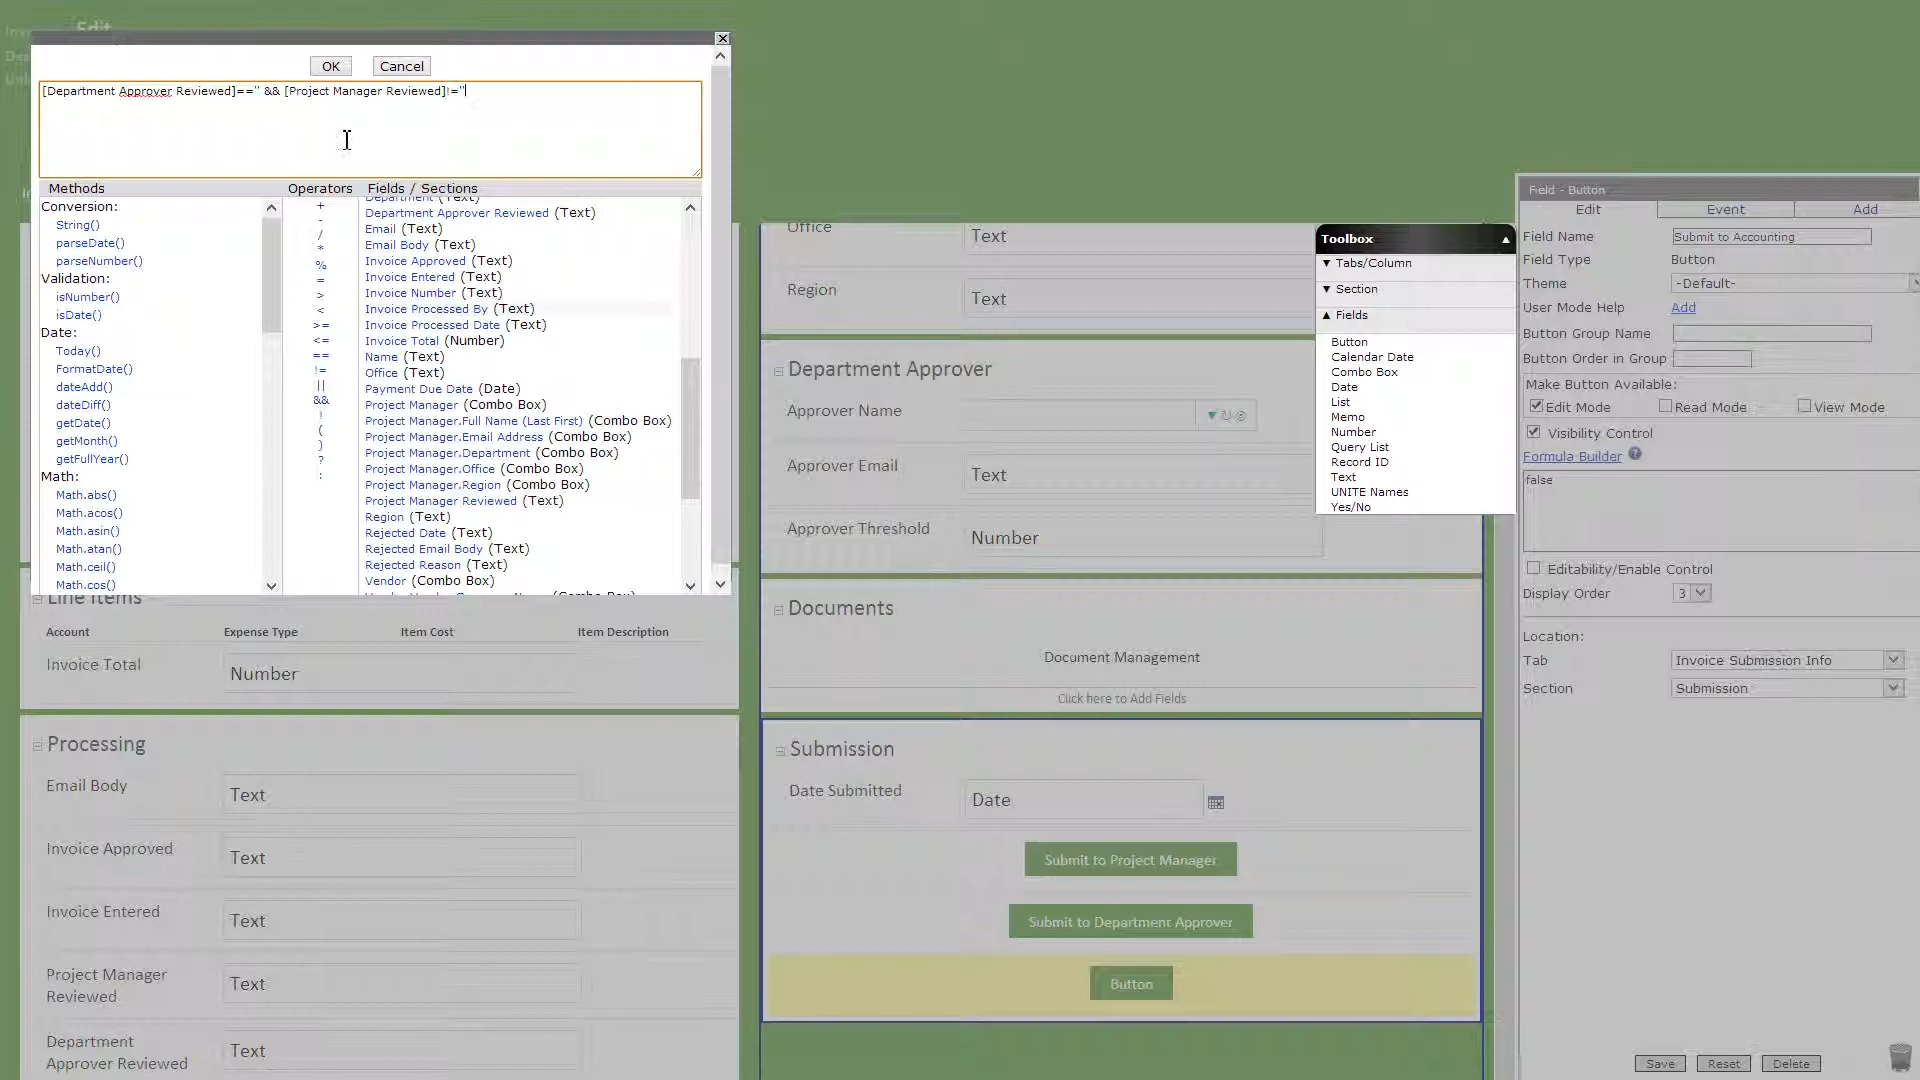 Edit
OK
Cancel
[Department Approver Reviewed]=='' && [Project Manager Reviewed]!=''
Methods
Operators
Fields / Sections
Conversion:
String()
parseDate()
parseNumber()
Validation:
isNumber()
isDate()
Date:
Today()
FormatDate()
dateAdd()
dateDiff()
getDate()
getMonth()
getFullYear()
Math:
Math.abs()
Math.acos()
Math.asin()
Math.atan()
Math.ceil()
Math.cos()
+
-
/
*
%
=
>
<
>=
<=
==
!=
||
&&
!
(
)
?
:
Department (Text)
Department Approver Reviewed (Text)
Email (Text)
Email Body (Text)
Invoice Approved (Text)
Invoice Entered (Text)
Invoice Number (Text)
Invoice Processed By (Text)
Invoice Processed Date (Text)
Invoice Total (Number)
Name (Text)
Office (Text)
Payment Due Date (Date)
Project Manager (Combo Box)
Project Manager.Full Name (Last First) (Combo Box)
Project Manager.Email Address (Combo Box)
Project Manager.Department (Combo Box)
Project Manager.Office (Combo Box)
Project Manager.Region (Combo Box)
Project Manager Reviewed (Text)
Region (Text)
Rejected Date (Text)
Rejected Email Body (Text)
Rejected Reason (Text)
Vendor (Combo Box)
Line Items
Account
Expense Type
Item Cost
Item Description
Invoice Total
Number
Processing
Email Body
Text
Invoice Approved
Text
Invoice Entered
Text
Project Manager
Reviewed
Text
Department
Approver Reviewed
Text
Office
Text
Region
Text
Department Approver
Approver Name
Approver Email
Text
Approver Threshold
Number
Documents
Document Management
Click here to Add Fields
Submission
Date Submitted
Date
Submit to Project Manager
Submit to Department Approver
Button
Toolbox
Tabs/Column
Section
Fields
Button
Calendar Date
Combo Box
Date
List
Memo
Number
Query List
Record ID
Text
UNITE Names
Yes/No
Field - Button
Edit
Event
Add
Field Name
Submit to Accounting
Field Type
Button
Theme
-Default-
User Mode Help
Add
Button Group Name
Button Order in Group
Make Button Available:
Edit Mode
Read Mode
View Mode
Visibility Control
Formula Builder
false
Editability/Enable Control
Display Order
3
Location:
Tab
Invoice Submission Info
Section
Submission
Save
Reset
Delete